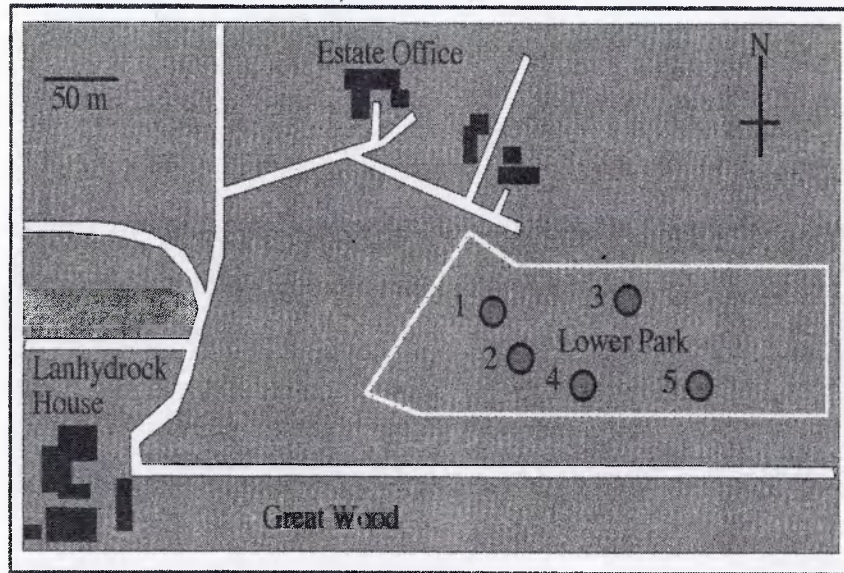 Estate Office
N
50 m
1
3
2
Lower Park
4
5
Lanhydrock
House
Great Wood